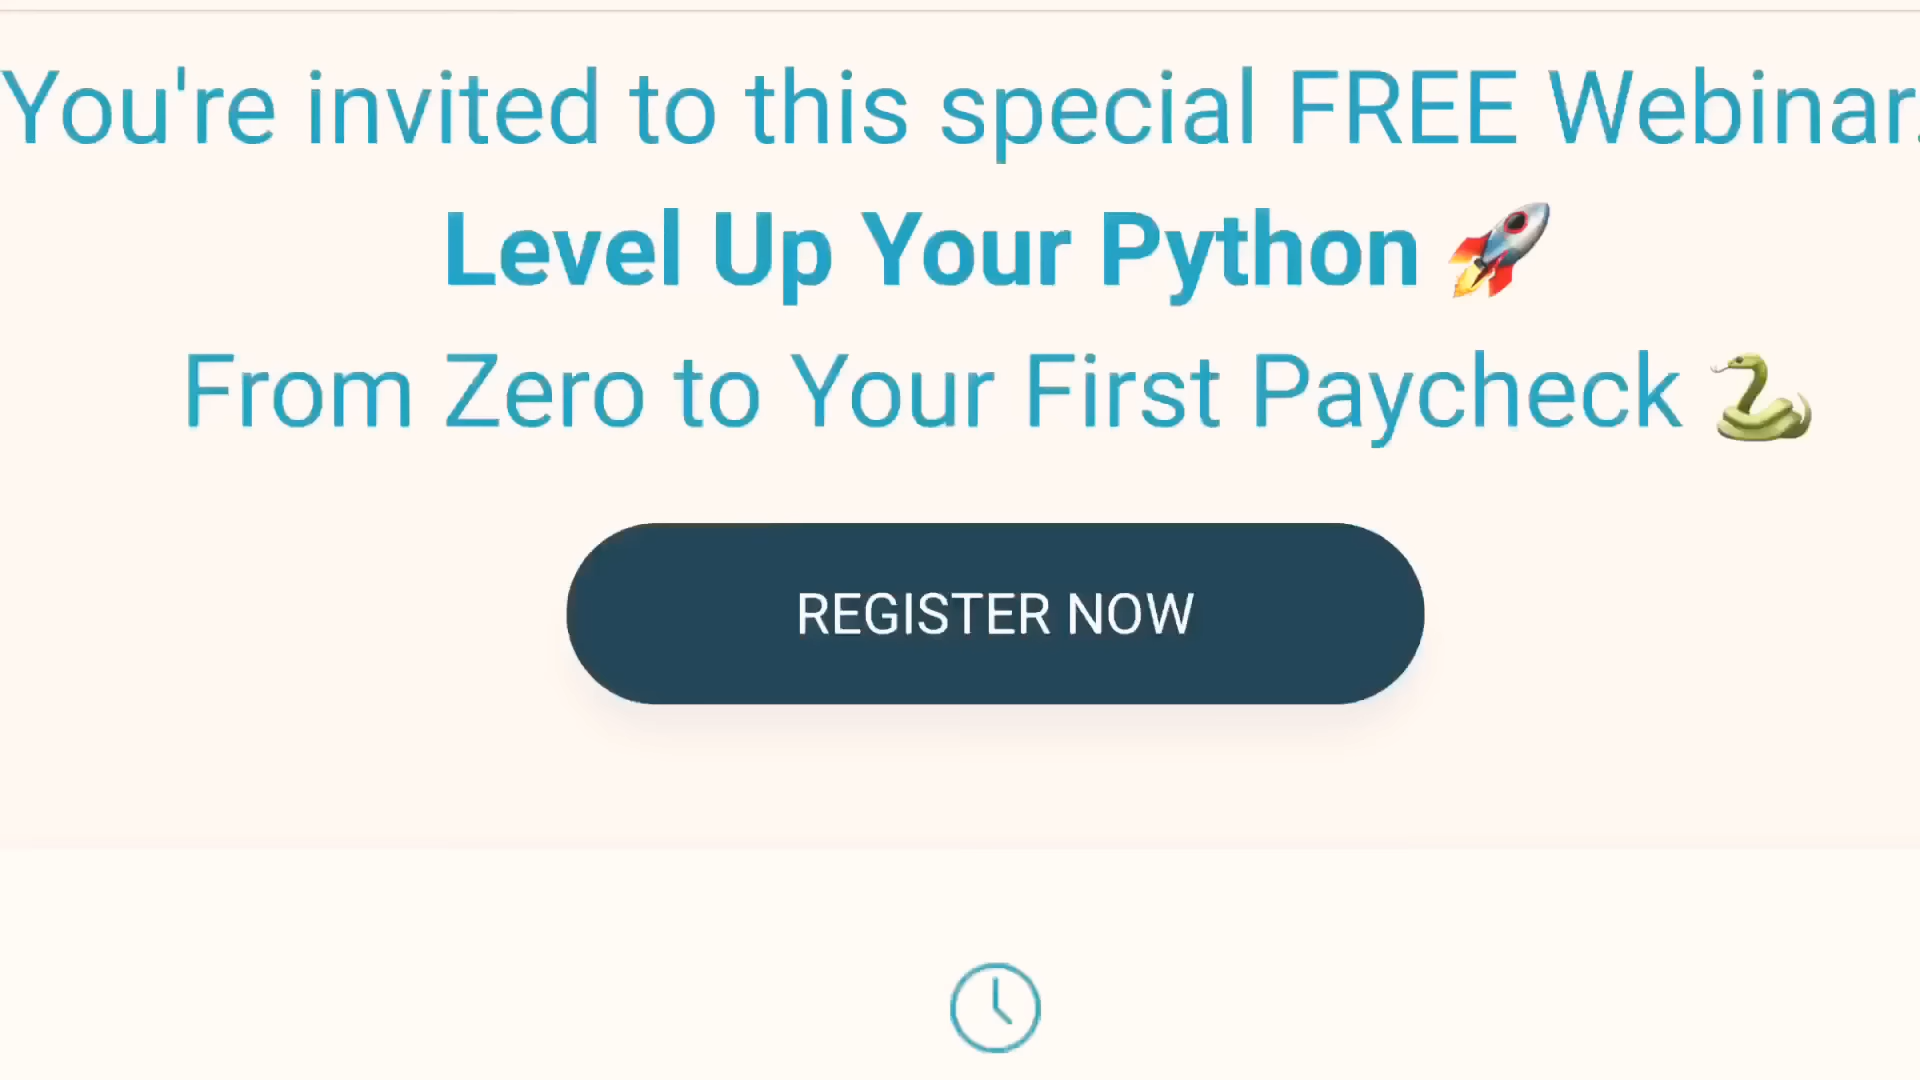 You're invited to this special FREE Webinar.
Level Up Your Python 🚀
From Zero to Your First Paycheck 🐍
REGISTER NOW